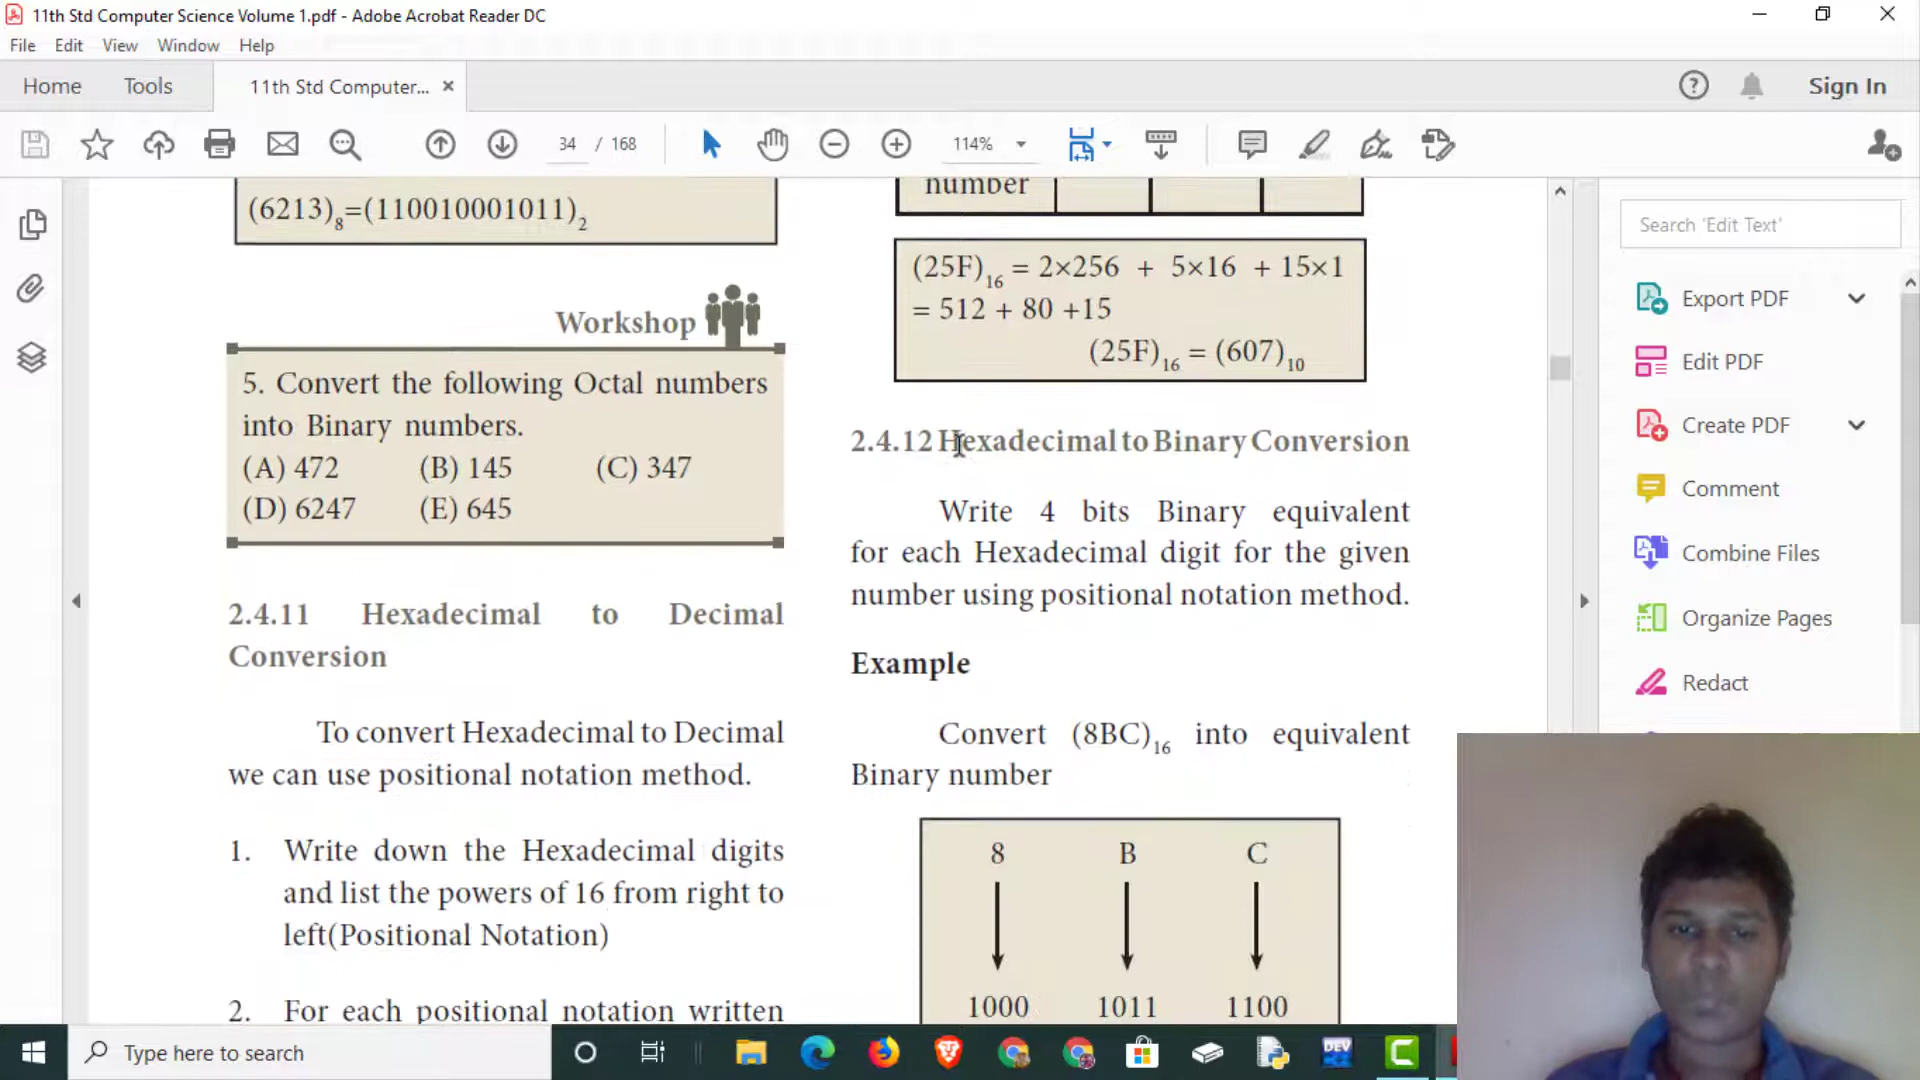 11th Std Computer Science Volume 1.pdf - Adobe Acrobat Reader DC
File Edit View Window Help
Home Tools 11th Std Computer... × Sign In
34 / 168 114%
(6213)8=(110010001011)2
Workshop
5. Convert the following Octal numbers
into Binary numbers.
(A) 472 (B) 145 (C) 347
(D) 6247 (E) 645
2.4.11 Hexadecimal to Decimal
Conversion
To convert Hexadecimal to Decimal
we can use positional notation method.
1. Write down the Hexadecimal digits
and list the powers of 16 from right to
left(Positional Notation)
2. For each positional notation written
number
(25F)16 = 2×256 + 5×16 + 15×1
= 512 + 80 +15
(25F)16 = (607)10
2.4.12 Hexadecimal to Binary Conversion
Write 4 bits Binary equivalent
for each Hexadecimal digit for the given
number using positional notation method.
Example
Convert (8BC)16 into equivalent
Binary number
8 B C
1000 1011 1100
Search 'Edit Text'
Export PDF
Edit PDF
Create PDF
Comment
Combine Files
Organize Pages
Redact
Type here to search
DEV